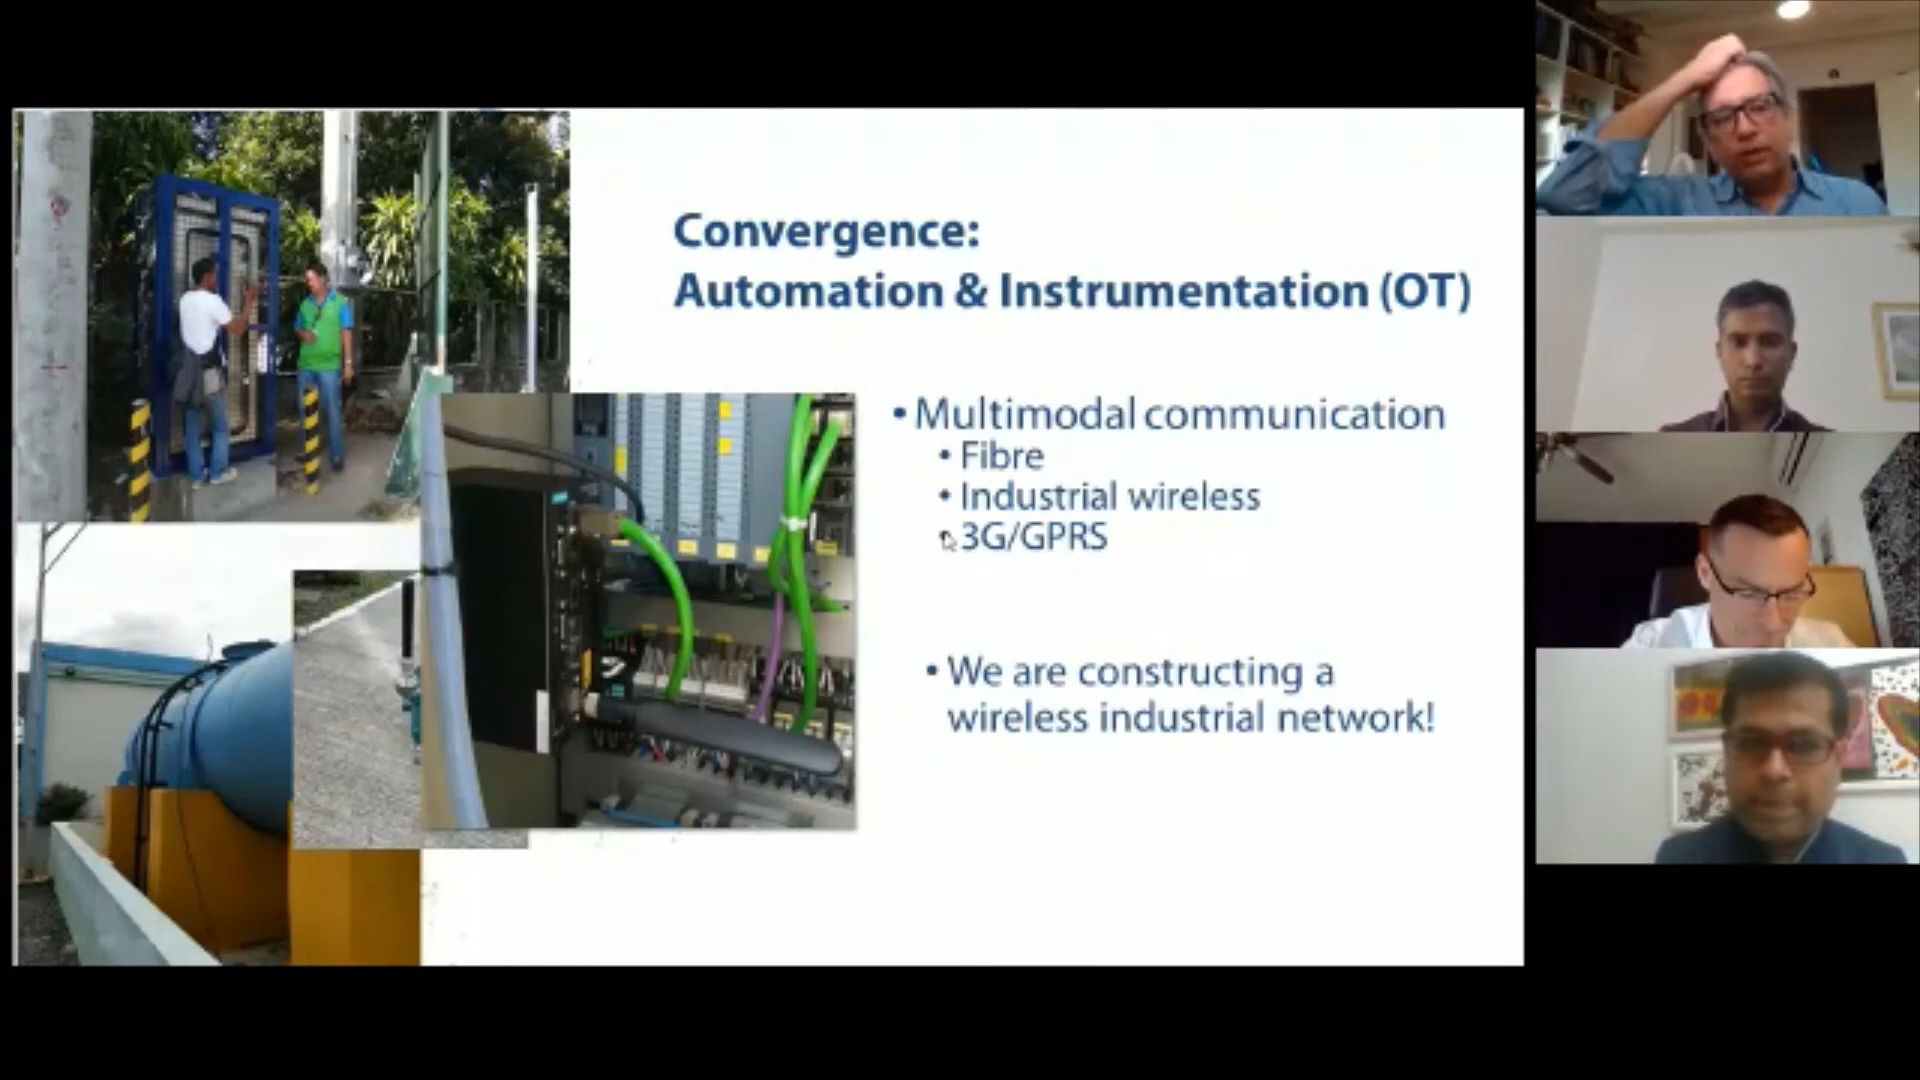 Convergence:
Automation & Instrumentation (OT)
• Multimodal communication
• Fibre
• Industrial wireless
• 3G/GPRS
• We are constructing a
wireless industrial network!